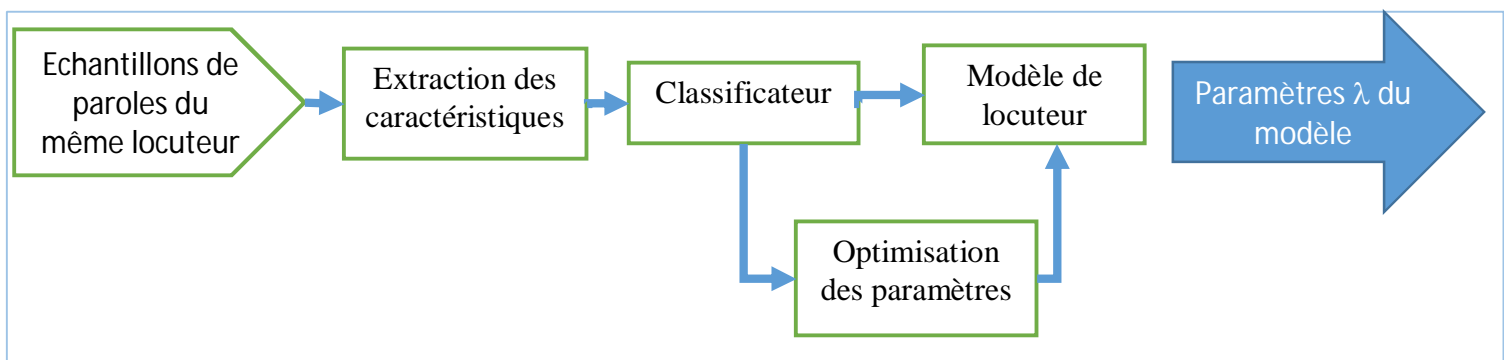 Echantillons de
paroles du
même locuteur
Extraction des
caractéristiques
Classificateur
Modèle de
locuteur
Paramètres λ du
modèle
Optimisation
des paramètres